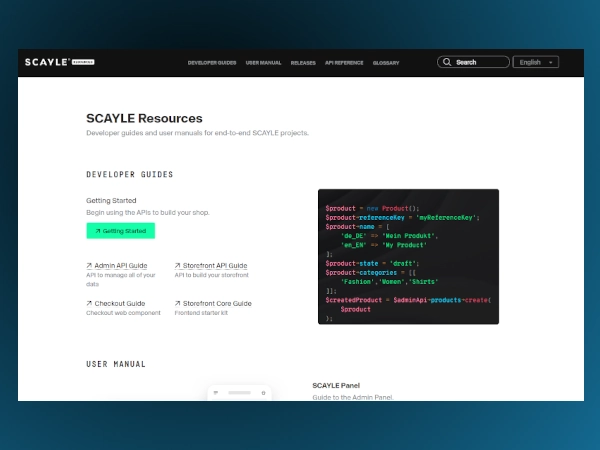 SCAYLE
DEVELOPER GUIDES
USER MANUAL
RELEASES
API REFERENCE
GLOSSARY
Search
English
SCAYLE Resources
Developer guides and user manuals for end-to-end SCAYLE projects.
DEVELOPER GUIDES
Getting Started
Begin using the APIs to build your shop.
Getting Started
Admin API Guide
API to manage all of your
data
Storefront API Guide
API to build your storefront
Checkout Guide
Checkout web component
Storefront Core Guide
Frontend starter kit
$product = new Product();
$product→referenceKey = 'myReferenceKey';
$product→name = [
'de_DE' => 'Mein Produkt',
'en_EN' => 'My Product'
];
$product→state = 'draft';
$product→categories = [[
'Fashion','Women','Shirts'
]];
$createdProduct = $adminApi→products→create(
$product
);
USER MANUAL
SCAYLE Panel
Guide to the Admin Panel.